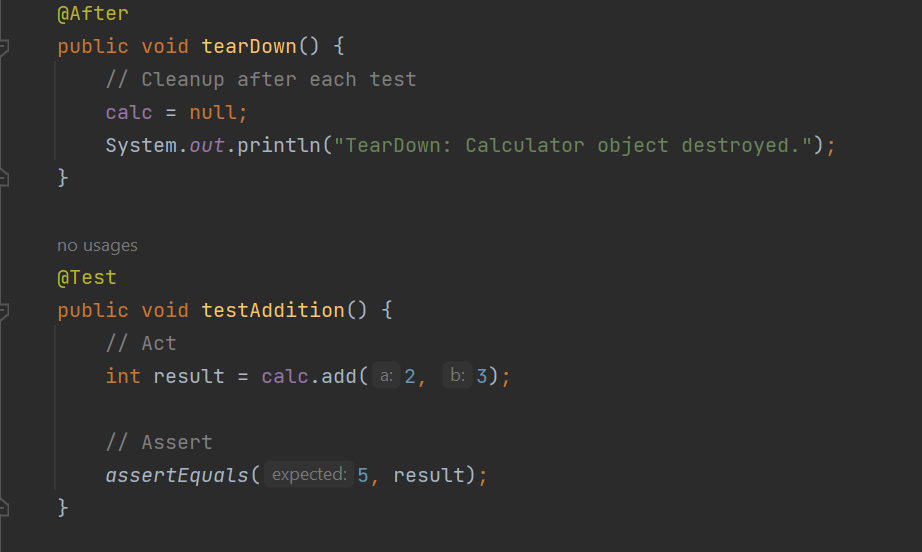 @After
public void tearDown() {
// Cleanup after each test
calc = null;
System.out.println("TearDown: Calculator object destroyed.");
}
no usages
@Test
public void testAddition() {
// Act
int result = calc.add( a: 2, b: 3);
// Assert
assertEquals( expected: 5, result);
}